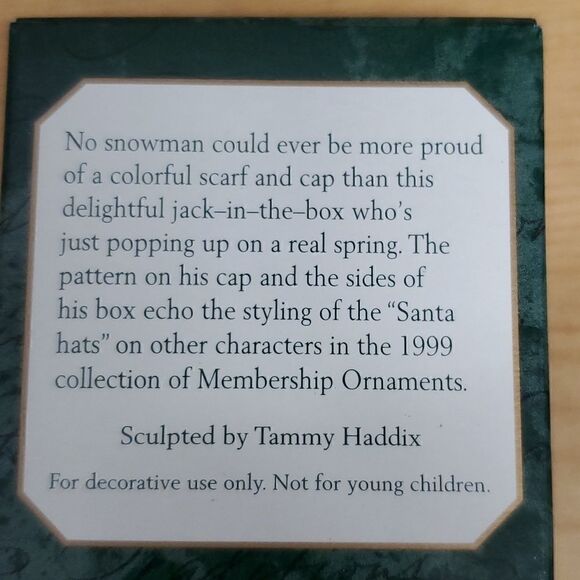 No snowman could ever be more proud
of a colorful scarf and cap than this
delightful jack–in–the–box who's
just popping up on a real spring. The
pattern on his cap and the sides of
his box echo the styling of the “Santa
hats” on other characters in the 1999
collection of Membership Ornaments.
Sculpted by Tammy Haddix
For decorative use only. Not for young children.